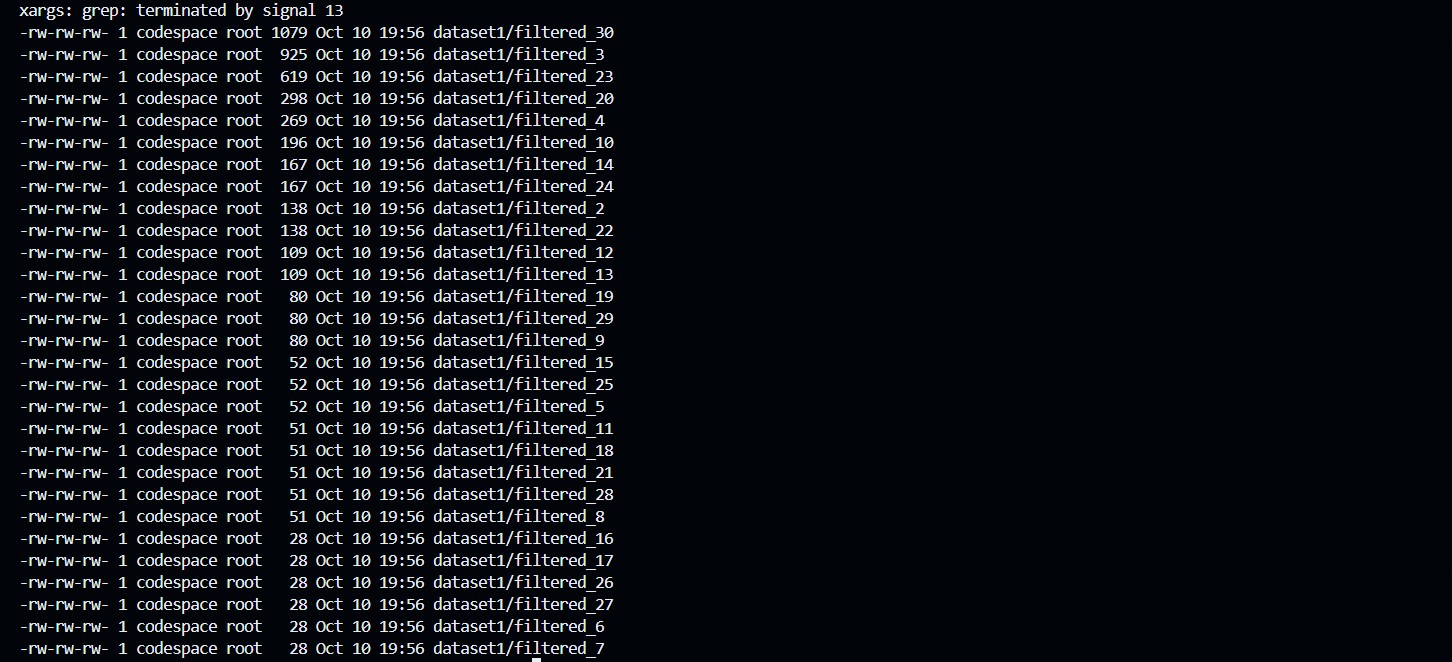 xargs: grep: terminated by signal 13
-rw-rw-rw- 1 codespace root 1079 Oct 10 19:56 dataset1/filtered_30
-rw-rw-rw- 1 codespace root  925 Oct 10 19:56 dataset1/filtered_3
-rw-rw-rw- 1 codespace root  619 Oct 10 19:56 dataset1/filtered_23
-rw-rw-rw- 1 codespace root  298 Oct 10 19:56 dataset1/filtered_20
-rw-rw-rw- 1 codespace root  269 Oct 10 19:56 dataset1/filtered_4
-rw-rw-rw- 1 codespace root  196 Oct 10 19:56 dataset1/filtered_10
-rw-rw-rw- 1 codespace root  167 Oct 10 19:56 dataset1/filtered_14
-rw-rw-rw- 1 codespace root  167 Oct 10 19:56 dataset1/filtered_24
-rw-rw-rw- 1 codespace root  138 Oct 10 19:56 dataset1/filtered_2
-rw-rw-rw- 1 codespace root  138 Oct 10 19:56 dataset1/filtered_22
-rw-rw-rw- 1 codespace root  109 Oct 10 19:56 dataset1/filtered_12
-rw-rw-rw- 1 codespace root  109 Oct 10 19:56 dataset1/filtered_13
-rw-rw-rw- 1 codespace root   80 Oct 10 19:56 dataset1/filtered_19
-rw-rw-rw- 1 codespace root   80 Oct 10 19:56 dataset1/filtered_29
-rw-rw-rw- 1 codespace root   80 Oct 10 19:56 dataset1/filtered_9
-rw-rw-rw- 1 codespace root   52 Oct 10 19:56 dataset1/filtered_15
-rw-rw-rw- 1 codespace root   52 Oct 10 19:56 dataset1/filtered_25
-rw-rw-rw- 1 codespace root   52 Oct 10 19:56 dataset1/filtered_5
-rw-rw-rw- 1 codespace root   51 Oct 10 19:56 dataset1/filtered_11
-rw-rw-rw- 1 codespace root   51 Oct 10 19:56 dataset1/filtered_18
-rw-rw-rw- 1 codespace root   51 Oct 10 19:56 dataset1/filtered_21
-rw-rw-rw- 1 codespace root   51 Oct 10 19:56 dataset1/filtered_28
-rw-rw-rw- 1 codespace root   51 Oct 10 19:56 dataset1/filtered_8
-rw-rw-rw- 1 codespace root   28 Oct 10 19:56 dataset1/filtered_16
-rw-rw-rw- 1 codespace root   28 Oct 10 19:56 dataset1/filtered_17
-rw-rw-rw- 1 codespace root   28 Oct 10 19:56 dataset1/filtered_26
-rw-rw-rw- 1 codespace root   28 Oct 10 19:56 dataset1/filtered_27
-rw-rw-rw- 1 codespace root   28 Oct 10 19:56 dataset1/filtered_6
-rw-rw-rw- 1 codespace root   28 Oct 10 19:56 dataset1/filtered_7